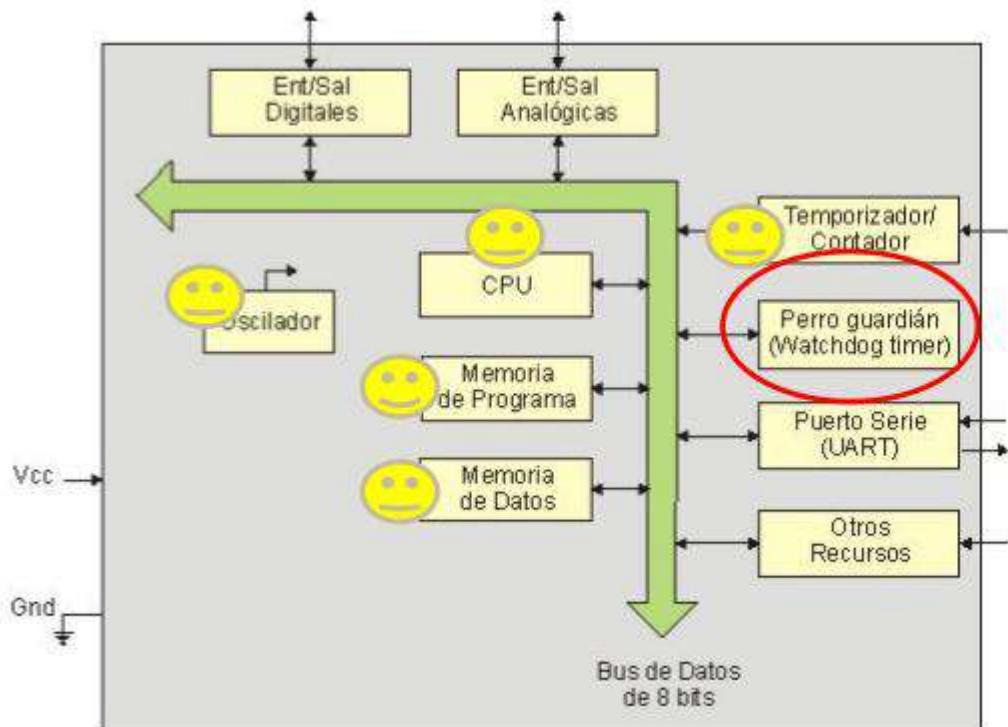 Ent/Sal
Digitales
Ent/Sal
Analógicas
Temporizador/
Contador
CPU
Oscilador
Perro guardián
(Watchdog timer)
Memoria
de Programa
Puerto Serie
(UART)
Vcc
Memoria
de Datos
Otros
Recursos
Gnd
Bus de Datos
de 8 bits